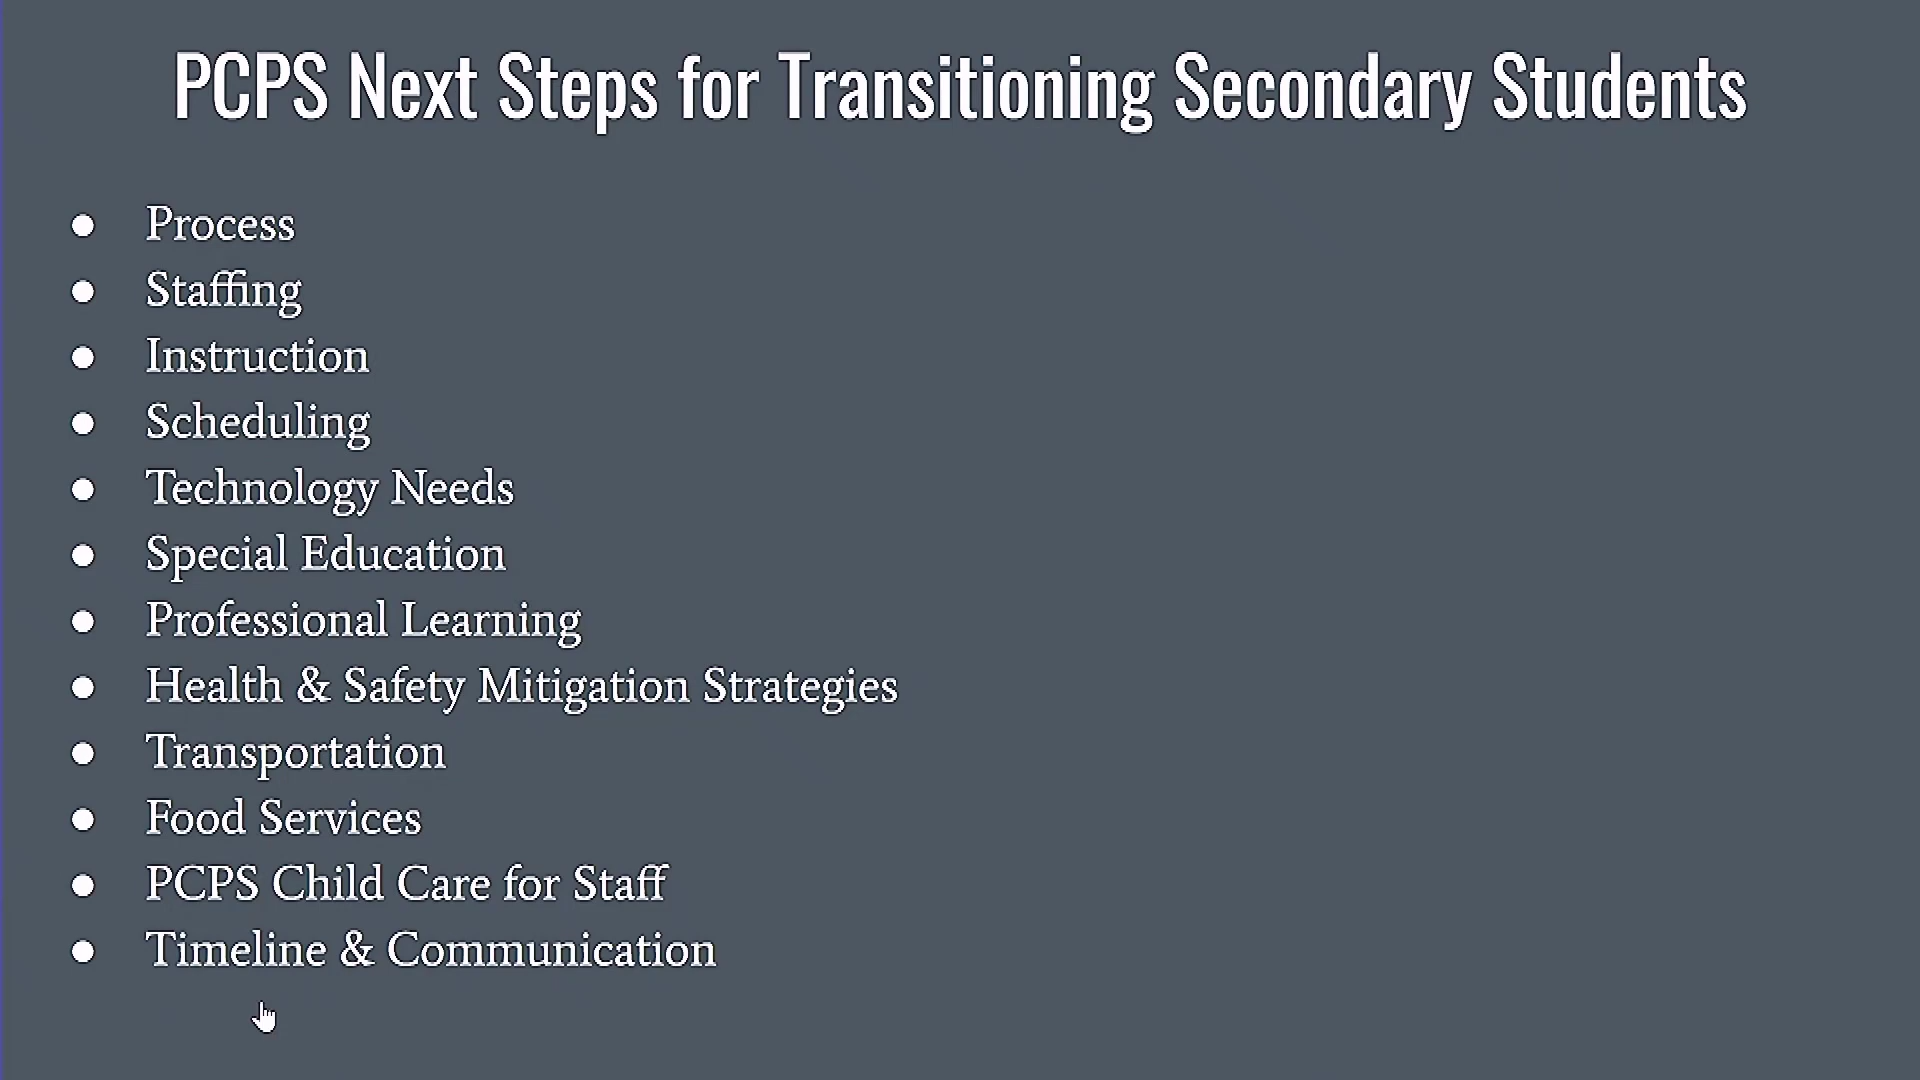 PCPS Next Steps for Transitioning Secondary Students
● Process
● Staffing
● Instruction
● Scheduling
● Technology Needs
● Special Education
● Professional Learning
● Health & Safety Mitigation Strategies
● Transportation
● Food Services
● PCPS Child Care for Staff
● Timeline & Communication